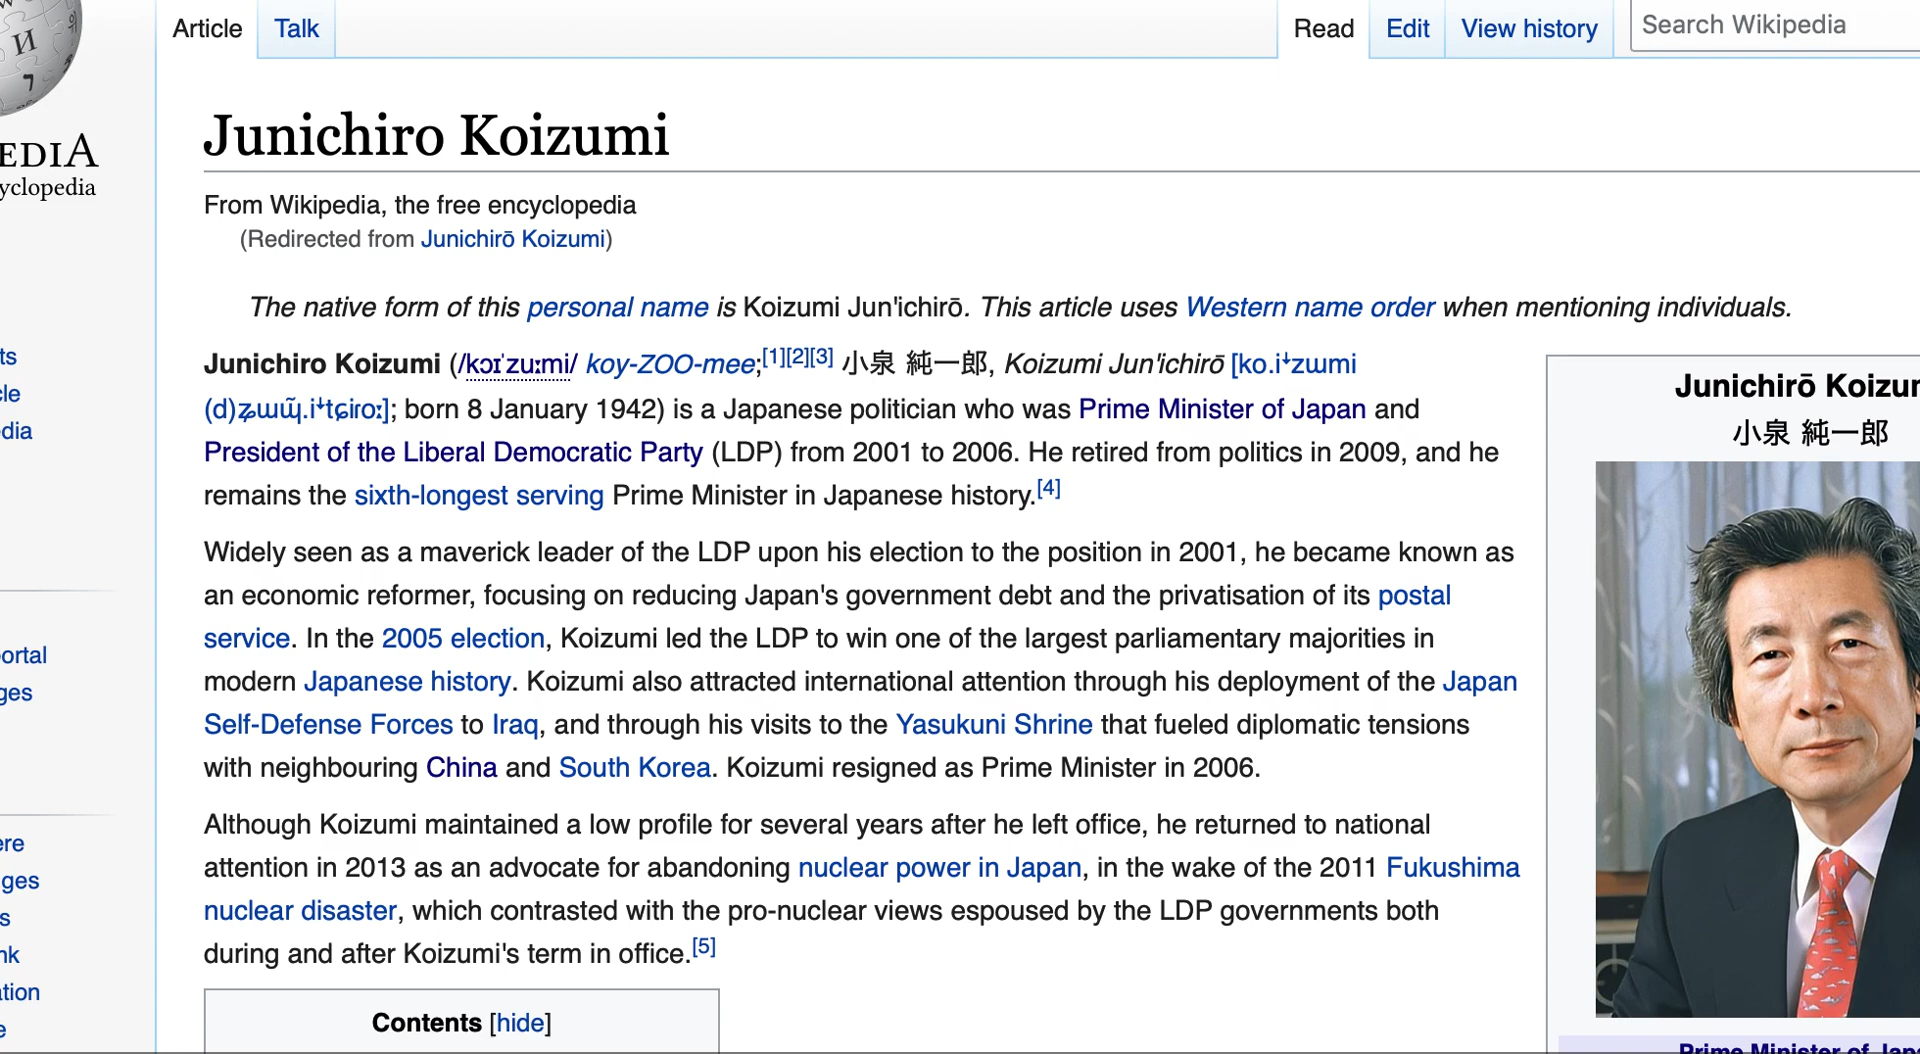 Article Talk Read Edit View history Search Wikipedia
EDIA
yclopedia
Junichiro Koizumi
From Wikipedia, the free encyclopedia
(Redirected from Junichirō Koizumi)
The native form of this personal name is Koizumi Jun'ichirō. This article uses Western name order when mentioning individuals.
Junichiro Koizumi (/kɔɪˈzuːmi/ koy-ZOO-mee;[1][2][3] 小泉 純一郎, Koizumi Jun'ichirō [ko.iꜜzɯmi
(d)ʑɯɰ̃.iꜜtɕiɾoː]; born 8 January 1942) is a Japanese politician who was Prime Minister of Japan and
President of the Liberal Democratic Party (LDP) from 2001 to 2006. He retired from politics in 2009, and he
remains the sixth-longest serving Prime Minister in Japanese history.[4]
Widely seen as a maverick leader of the LDP upon his election to the position in 2001, he became known as
an economic reformer, focusing on reducing Japan's government debt and the privatisation of its postal
service. In the 2005 election, Koizumi led the LDP to win one of the largest parliamentary majorities in
modern Japanese history. Koizumi also attracted international attention through his deployment of the Japan
Self-Defense Forces to Iraq, and through his visits to the Yasukuni Shrine that fueled diplomatic tensions
with neighbouring China and South Korea. Koizumi resigned as Prime Minister in 2006.
Although Koizumi maintained a low profile for several years after he left office, he returned to national
attention in 2013 as an advocate for abandoning nuclear power in Japan, in the wake of the 2011 Fukushima
nuclear disaster, which contrasted with the pro-nuclear views espoused by the LDP governments both
during and after Koizumi's term in office.[5]
Contents [hide]
Junichirō Koizu
小泉 純一郎
Prime Minister of Jap
ts
cle
dia
ortal
ges
ere
ges
s
nk
ation
e